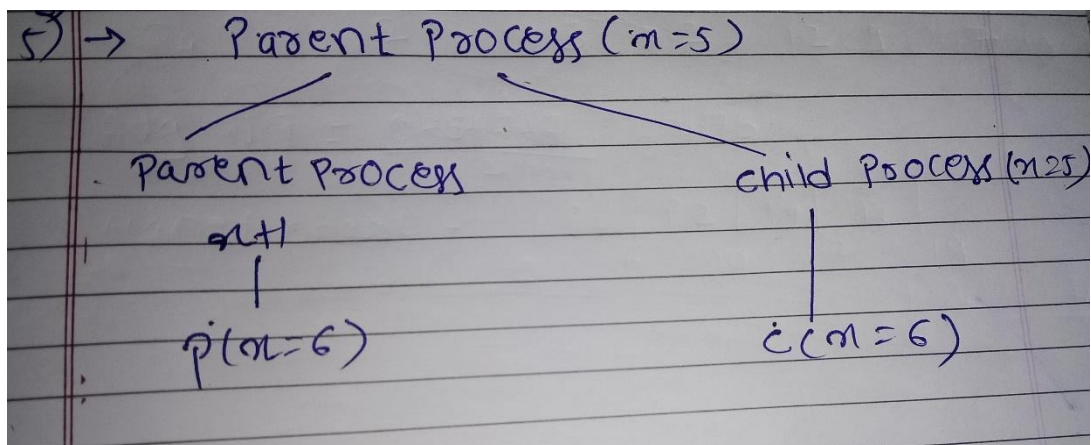 5) → Parent Process (n=5)
Parent Process
child Process (n=5)
n+1
p(n=6)
c(n=6)